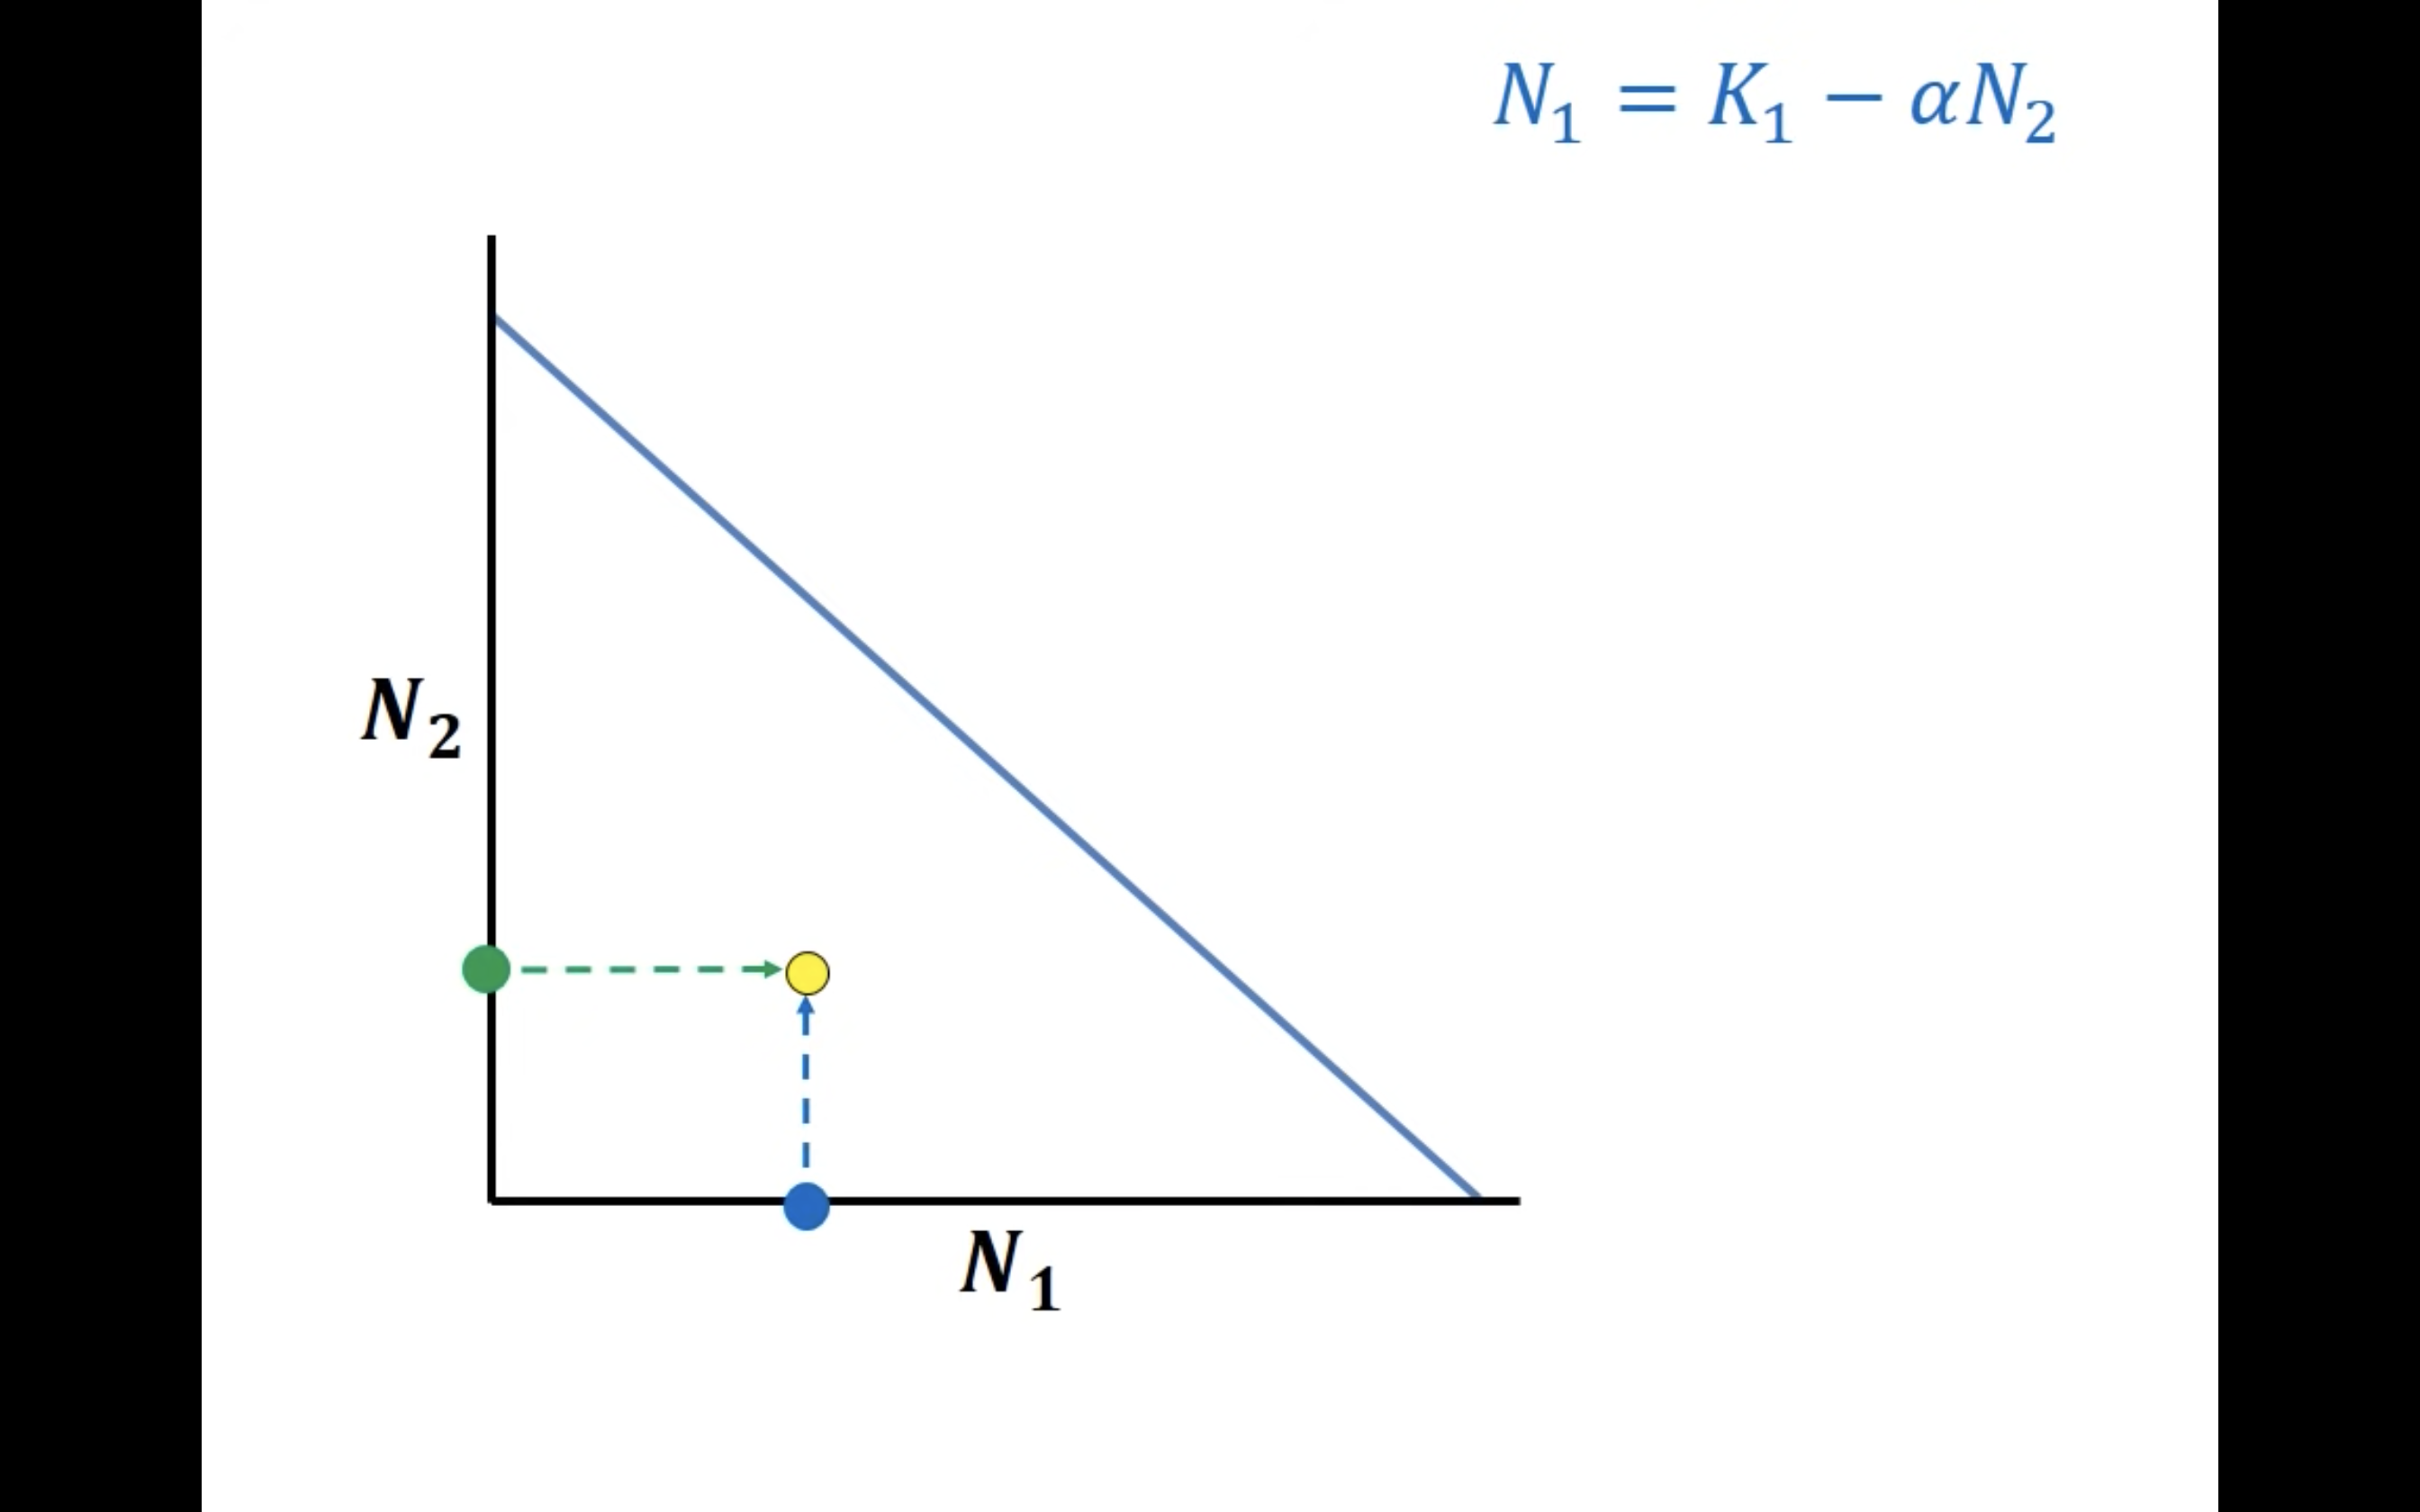 N₁ = K₁ − αN₂
N₂
N₁